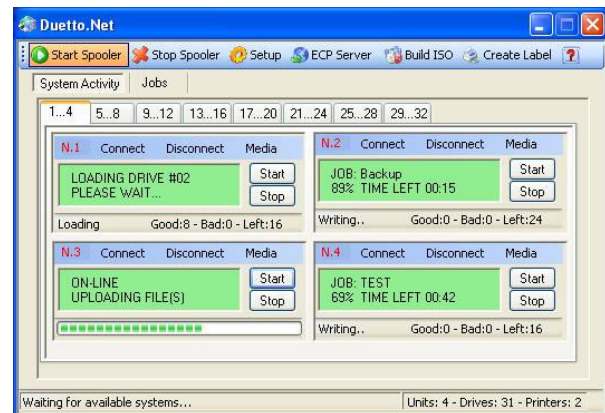 Duetto.Net
Start Spooler Stop Spooler Setup ECP Server Build ISO Create Label ?
System Activity Jobs
1...4 5...8 9...12 13...16 17...20 21...24 25...28 29...32
N.1 Connect Disconnect Media
LOADING DRIVE #02
PLEASE WAIT...
Start
Stop
Loading Good:8 - Bad:0 - Left:16
N.2 Connect Disconnect Media
JOB: Backup
89% TIME LEFT 00:15
Start
Stop
Writing.. Good:0 - Bad:0 - Left:24
N.3 Connect Disconnect Media
ON-LINE
UPLOADING FILE(S)
Start
Stop
N.4 Connect Disconnect Media
JOB: TEST
69% TIME LEFT 00:42
Start
Stop
Writing.. Good:0 - Bad:0 - Left:16
Waiting for available systems... Units: 4 - Drives: 31 - Printers: 2